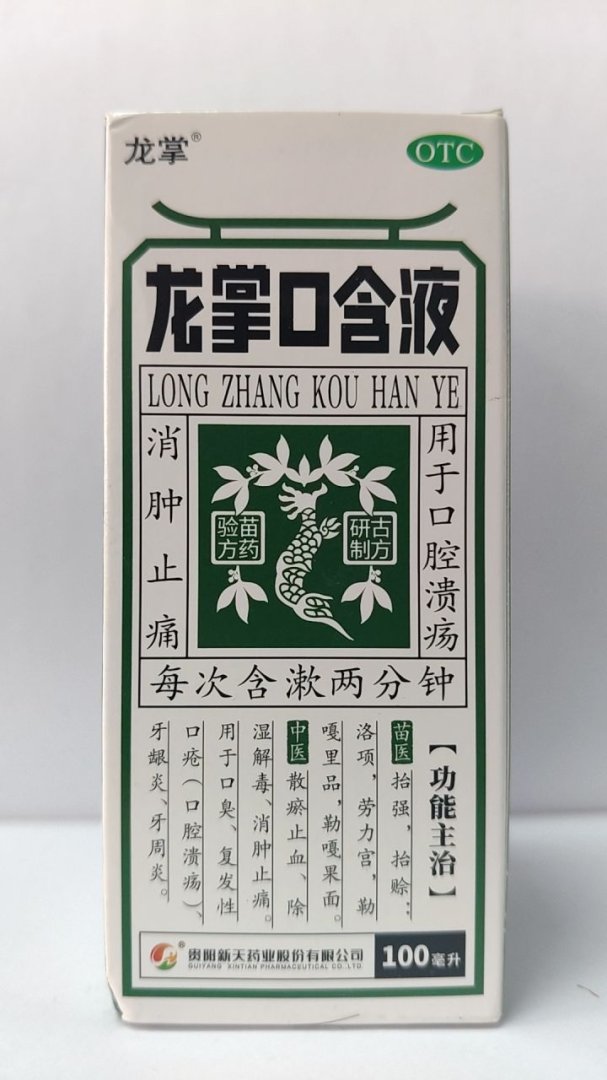 龙掌®
OTC
龙掌口含液
LONG ZHANG KOU HAN YE
消肿止痛
苗药
验方
古方
研制
用于口腔溃疡
每次含漱两分钟
【功能主治】
苗医 抬强，抬赊：
洛项，劳力宫，勒
嘎里品，勒嘎果面。
中医 散瘀止血、除
湿解毒、消肿止痛。
用于口臭、复发性
口疮（口腔溃疡）、
牙龈炎、牙周炎。
贵阳新天药业股份有限公司
GUIYANG XINTIAN PHARMACEUTICAL CO.,LTD.
100毫升